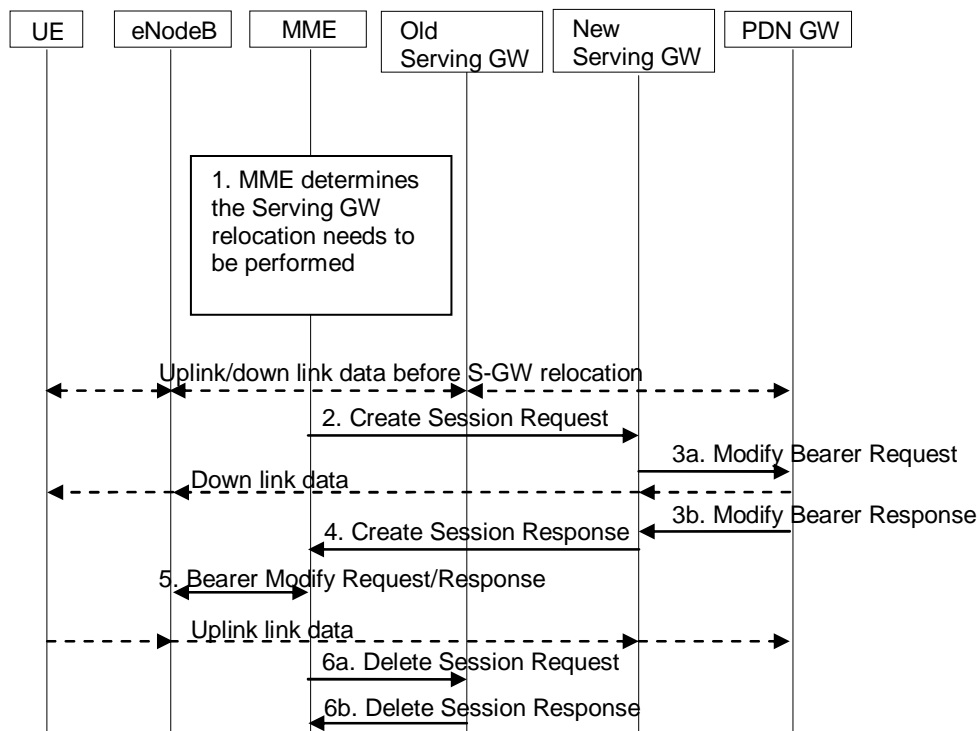 UE
eNodeB
MME
Old
Serving GW
New
Serving GW
PDN GW
1. MME determines
the Serving GW
relocation needs to
be performed
Uplink/down link data before S-GW relocation
2. Create Session Request
3a. Modify Bearer Request
Down link data
3b. Modify Bearer Response
4. Create Session Response
5. Bearer Modify Request/Response
Uplink link data
6a. Delete Session Request
6b. Delete Session Response